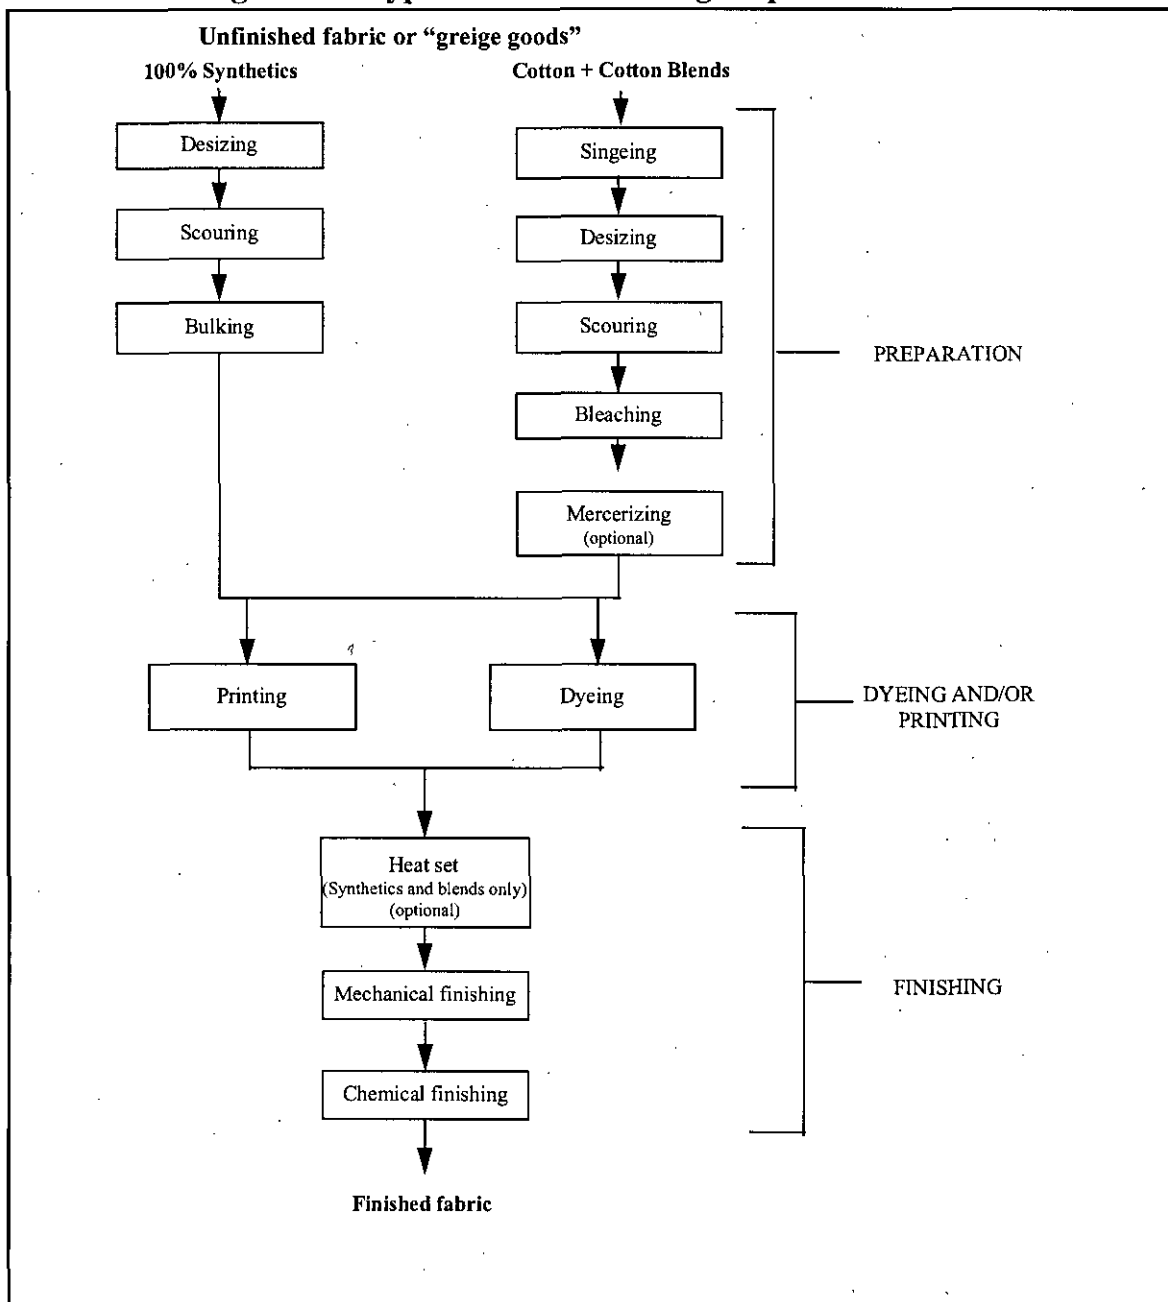 Unfinished fabric or “greige goods”
100% Synthetics
Cotton + Cotton Blends
Desizing
Scouring
Bulking
Singeing
Desizing
Scouring
Bleaching
Mercerizing
(optional)
PREPARATION
Printing
Dyeing
DYEING AND/OR
PRINTING
Heat set
(Synthetics and blends only)
(optional)
Mechanical finishing
Chemical finishing
FINISHING
Finished fabric